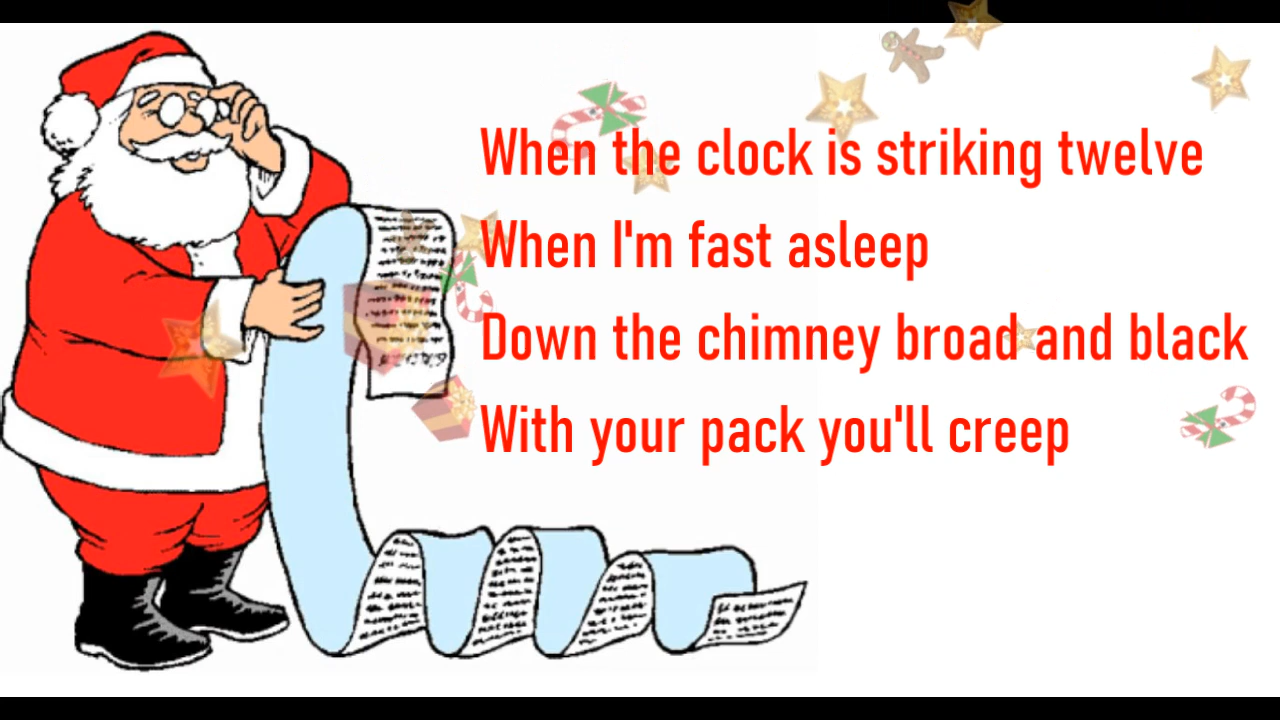 When the clock is striking twelve
When I'm fast asleep
Down the chimney broad and black
With your pack you'll creep